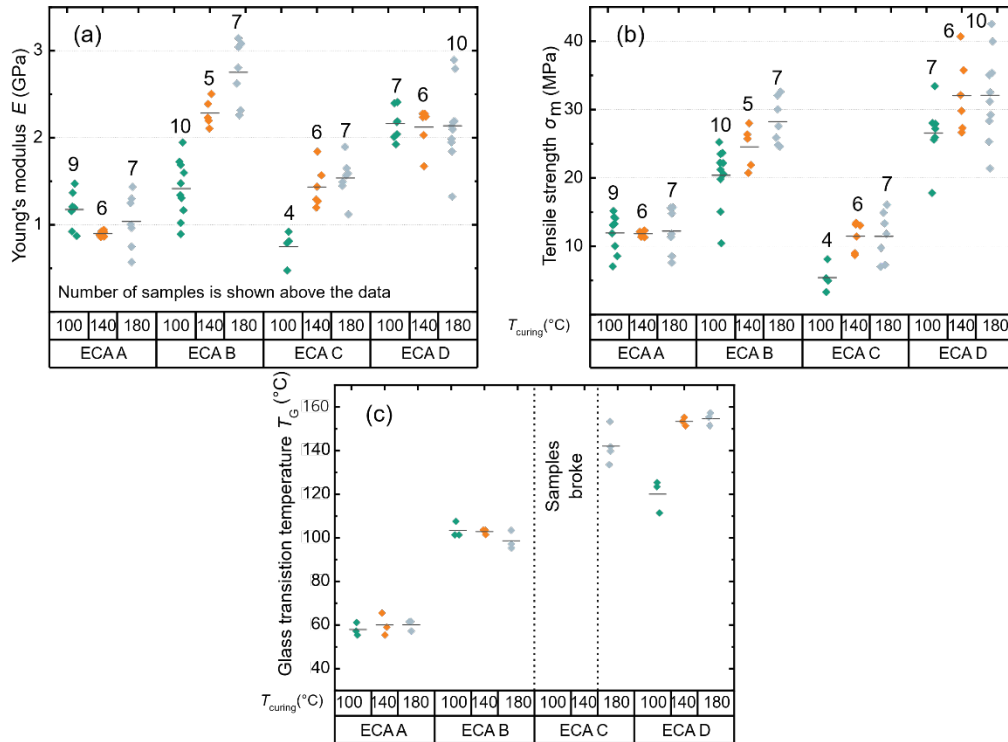 (a)
Young's modulus E (GPa)
3
2
1
9
6
7
10
5
7
4
6
7
7
6
10
Number of samples is shown above the data
100 140 180 100 140 180 100 140 180 100 140 180
ECA A ECA B ECA C ECA D
(b)
Tensile strength σm (MPa)
40
30
20
10
9
6
7
10
5
7
4
6
7
7
6
10
Tcuring(°C) 100 140 180 100 140 180 100 140 180 100 140 180
ECA A ECA B ECA C ECA D
(c)
Glass transistion temperature TG (°C)
160
140
120
100
80
60
40
Samples
broke
Tcuring(°C) 100 140 180 100 140 180 100 140 180 100 140 180
ECA A ECA B ECA C ECA D